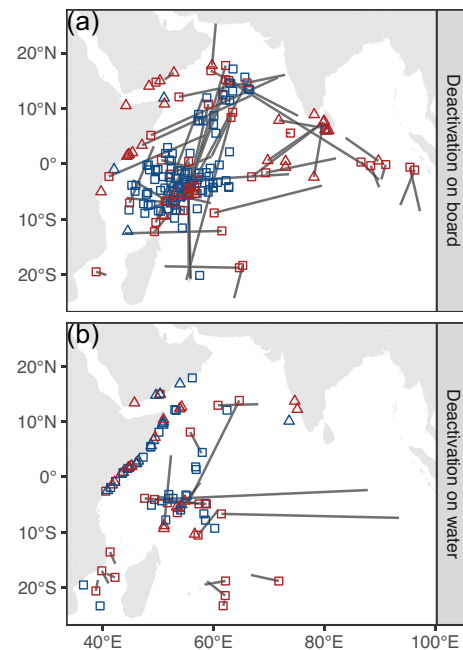 (a)
20°N
10°N
0°
10°S
20°S
Deactivation on board
(b)
20°N
10°N
0°
10°S
20°S
Deactivation on water
40°E
60°E
80°E
100°E